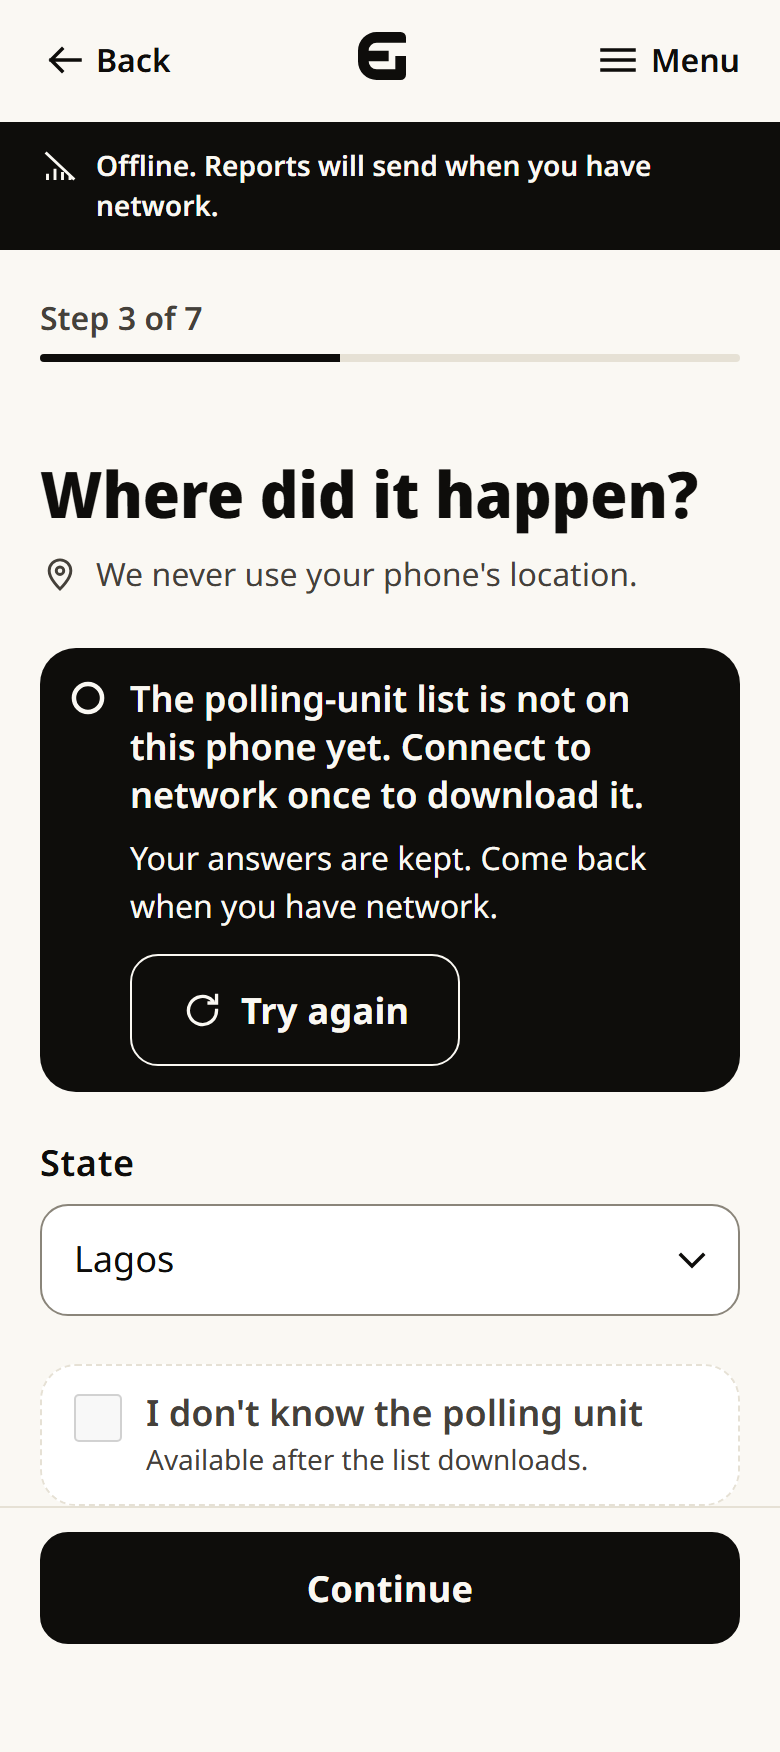 Back
Menu
Offline. Reports will send when you have
network.
Step 3 of 7
Where did it happen?
We never use your phone's location.
The polling-unit list is not on
this phone yet. Connect to
network once to download it.
Your answers are kept. Come back
when you have network.
Try again
State
Lagos
I don't know the polling unit
Available after the list downloads.
Continue